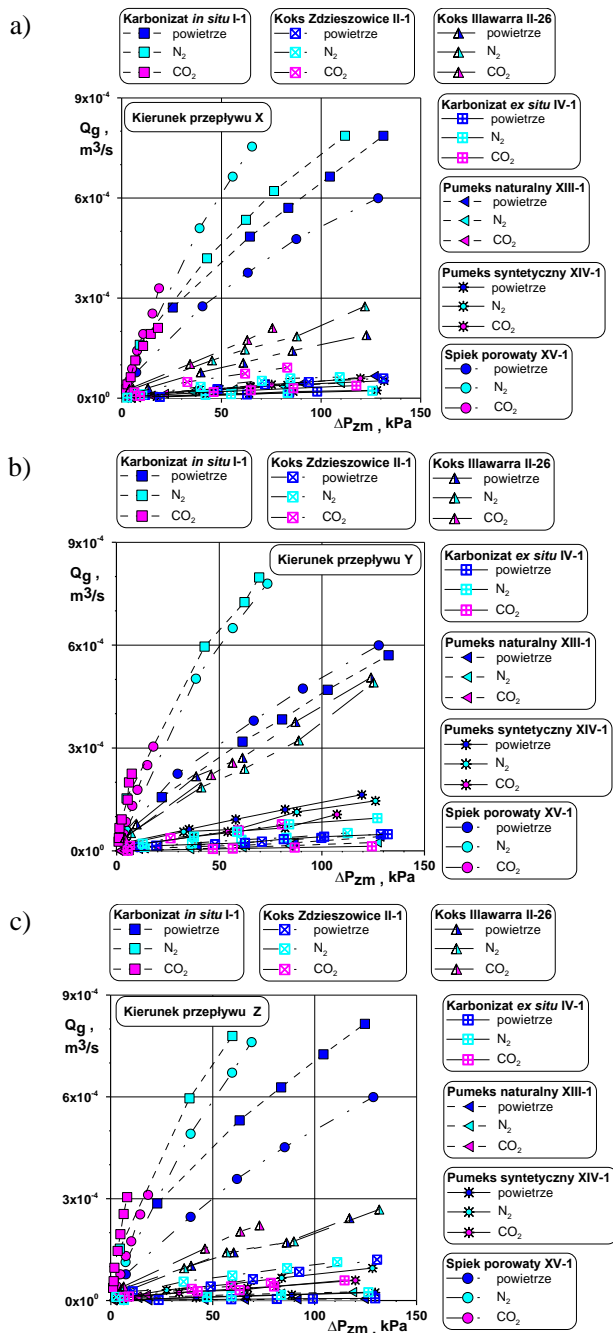 a)
Karbonizat in situ I-1
powietrze
N₂
CO₂
Koks Zdzieszowice II-1
powietrze
N₂
CO₂
Koks Illawarra II-26
powietrze
N₂
CO₂
9x10⁻⁴
Qg ,
m³/s
6x10⁻⁴
3x10⁻⁴
0x10⁰
Kierunek przepływu X
0
50
100
150
ΔPzm , kPa
Karbonizat ex situ IV-1
powietrze
N₂
CO₂
Pumeks naturalny XIII-1
powietrze
N₂
CO₂
Pumeks syntetyczny XIV-1
powietrze
N₂
CO₂
Spiek porowaty XV-1
powietrze
N₂
CO₂
b)
Karbonizat in situ I-1
powietrze
N₂
CO₂
Koks Zdzieszowice II-1
powietrze
N₂
CO₂
Koks Illawarra II-26
powietrze
N₂
CO₂
9x10⁻⁴
Qg ,
m³/s
6x10⁻⁴
3x10⁻⁴
0x10⁰
Kierunek przepływu Y
0
50
100
150
ΔPzm , kPa
Karbonizat ex situ IV-1
powietrze
N₂
CO₂
Pumeks naturalny XIII-1
powietrze
N₂
CO₂
Pumeks syntetyczny XIV-1
powietrze
N₂
CO₂
Spiek porowaty XV-1
powietrze
N₂
CO₂
c)
Karbonizat in situ I-1
powietrze
N₂
CO₂
Koks Zdzieszowice II-1
powietrze
N₂
CO₂
Koks Illawarra II-26
powietrze
N₂
CO₂
9x10⁻⁴
Qg ,
m³/s
6x10⁻⁴
3x10⁻⁴
0x10⁰
Kierunek przepływu Z
0
50
100
150
ΔPzm , kPa
Karbonizat ex situ IV-1
powietrze
N₂
CO₂
Pumeks naturalny XIII-1
powietrze
N₂
CO₂
Pumeks syntetyczny XIV-1
powietrze
N₂
CO₂
Spiek porowaty XV-1
powietrze
N₂
CO₂